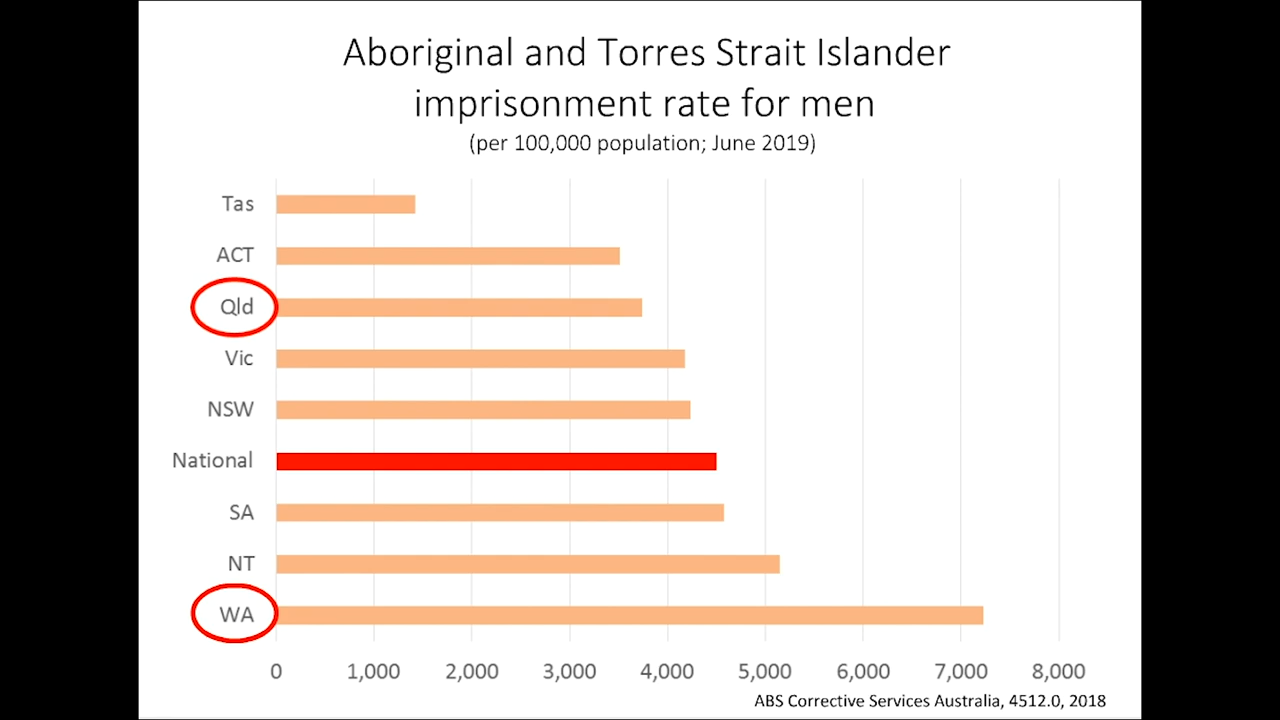 Aboriginal and Torres Strait Islander
imprisonment rate for men
(per 100,000 population; June 2019)
Tas
ACT
Qld
Vic
NSW
National
SA
NT
WA
0 1,000 2,000 3,000 4,000 5,000 6,000 7,000 8,000
ABS Corrective Services Australia, 4512.0, 2018